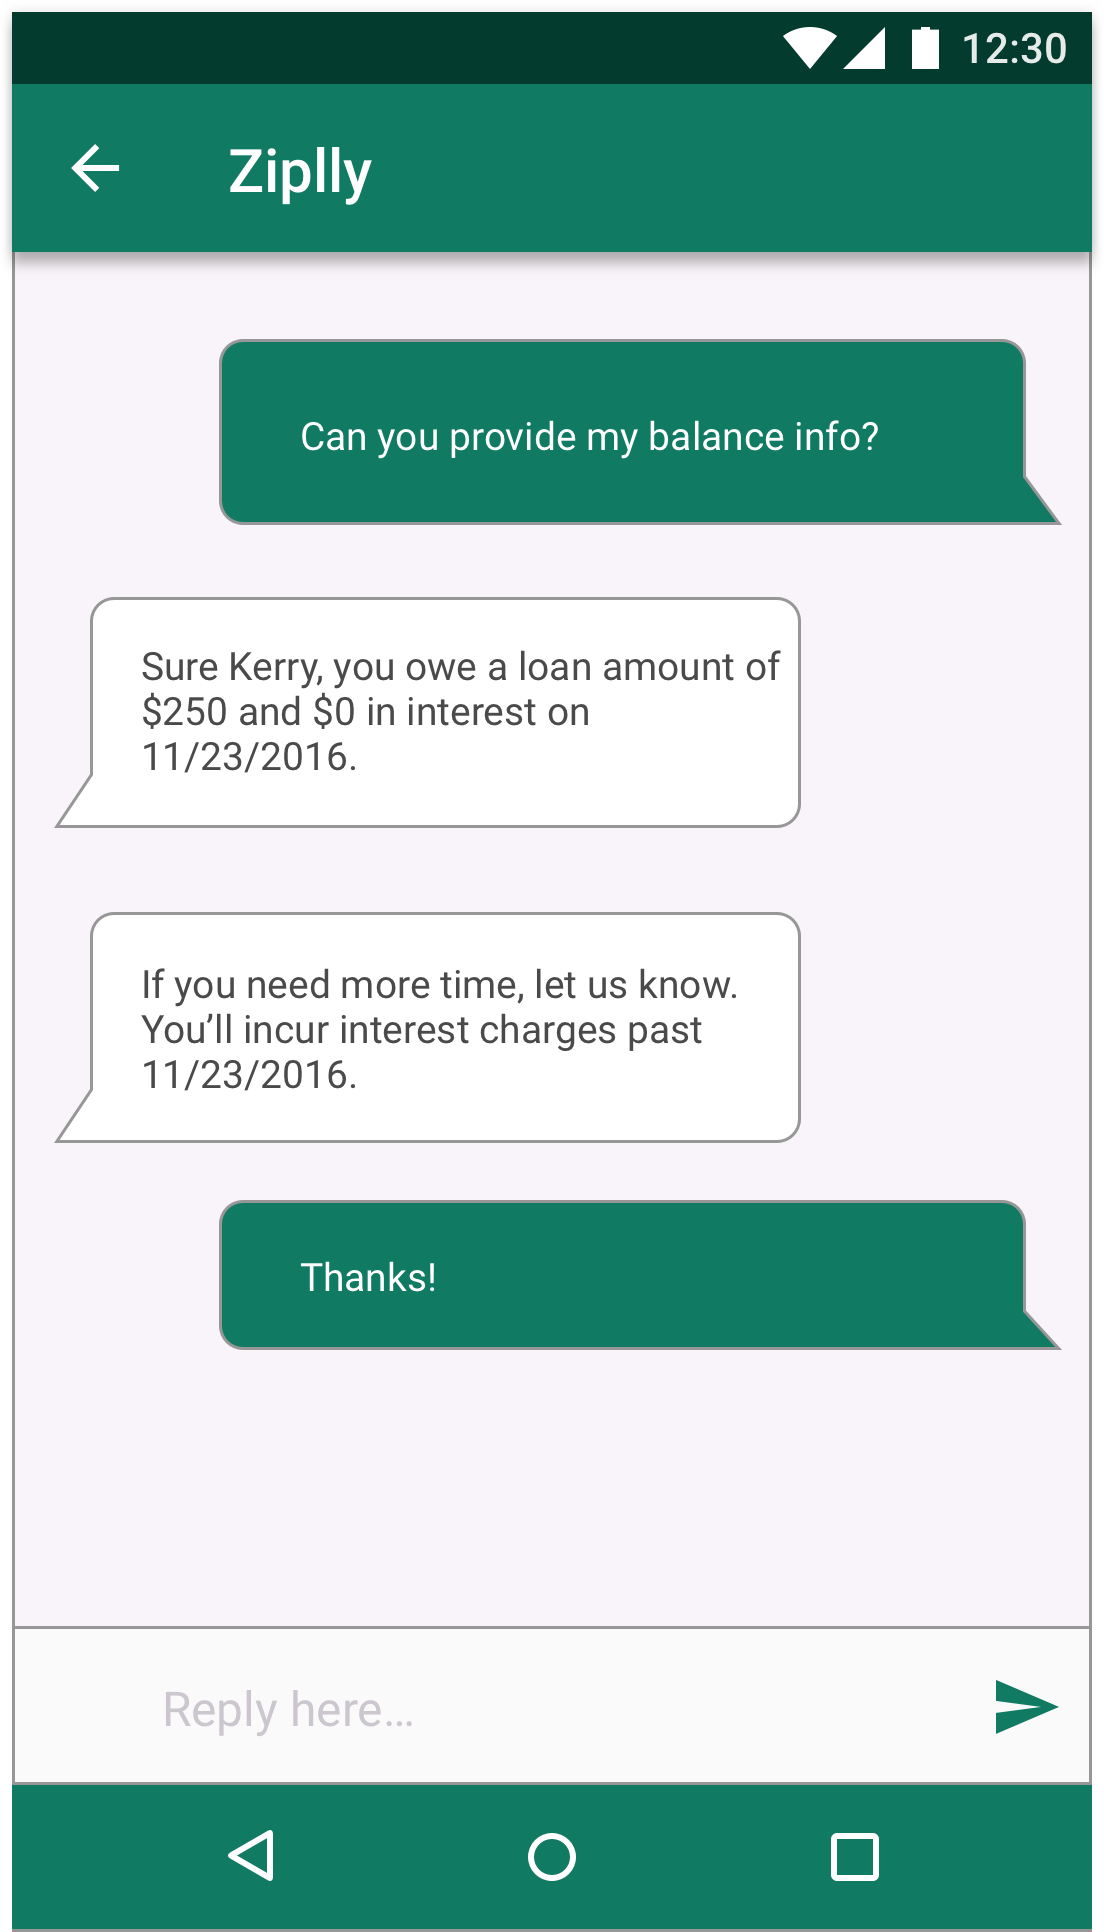 12:30
Ziplly
Can you provide my balance info?
Sure Kerry, you owe a loan amount of
$250 and $0 in interest on
11/23/2016.
If you need more time, let us know.
You’ll incur interest charges past
11/23/2016.
Thanks!
Reply here...